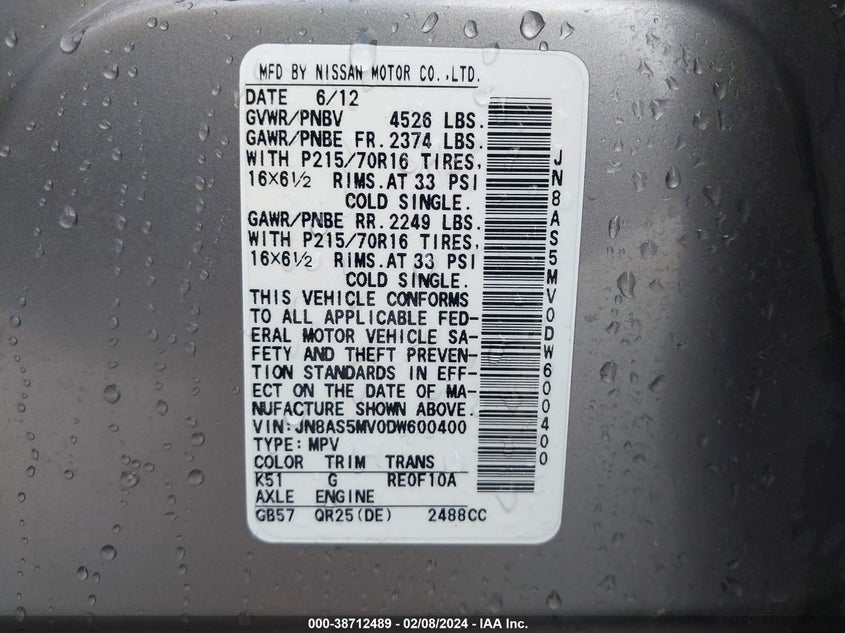 MFD BY NISSAN MOTOR CO.,LTD.
DATE 6/12
GVWR/PNBV 4526 LBS.
GAWR/PNBE FR.2374 LBS.
WITH P215/70R16 TIRES,
16×6½ RIMS.AT 33 PSI
COLD SINGLE.
GAWR/PNBE RR.2249 LBS.
WITH P215/70R16 TIRES,
16×6½ RIMS.AT 33 PSI
COLD SINGLE.
THIS VEHICLE CONFORMS
TO ALL APPLICABLE FED-
ERAL MOTOR VEHICLE SA-
FETY AND THEFT PREVEN-
TION STANDARDS IN EFF-
ECT ON THE DATE OF MA-
NUFACTURE SHOWN ABOVE.
VIN:JN8AS5MV0DW600400
TYPE:MPV
COLOR TRIM TRANS
K51 G RE0F10A
AXLE ENGINE
GB57 QR25(DE) 2488CC
JN8AS5MV0DW600400
000-38712489 - 02/08/2024 - IAA Inc.